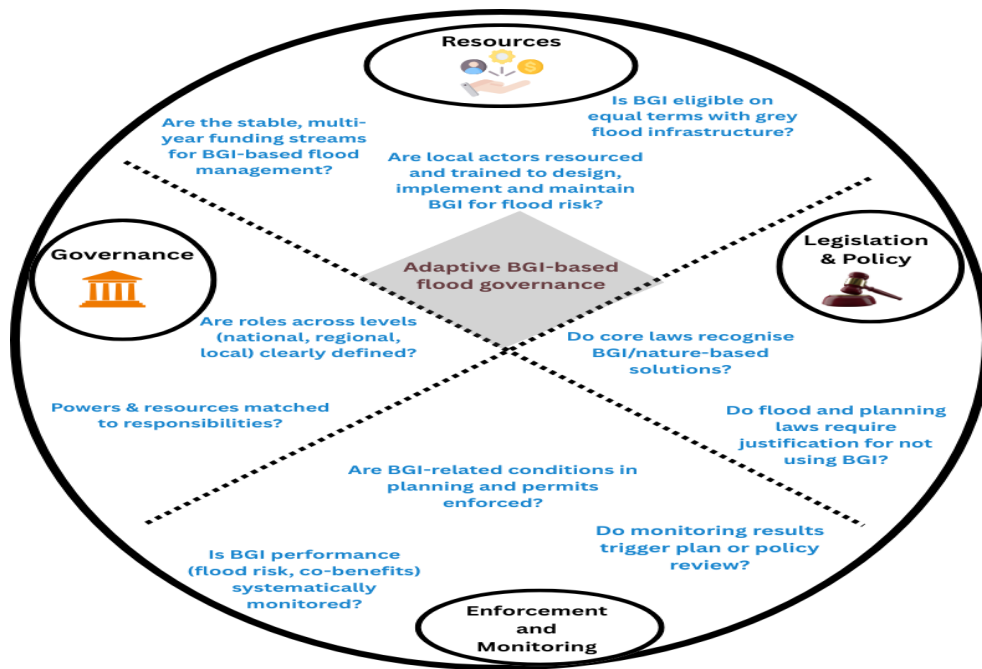 Resources
Is BGI eligible on
equal terms with grey
flood infrastructure?
Are the stable, multi-
year funding streams
for BGI-based flood
management?
Are local actors resourced
and trained to design,
implement and maintain
BGI for flood risk?
Governance
Legislation
& Policy
Adaptive BGI-based
flood governance
Are roles across levels
(national, regional,
local) clearly defined?
Do core laws recognise
BGI/nature-based
solutions?
Powers & resources matched
to responsibilities?
Do flood and planning
laws require
justification for not
using BGI?
Are BGI-related conditions in
planning and permits
enforced?
Do monitoring results
trigger plan or policy
review?
Is BGI performance
(flood risk, co-benefits)
systematically
monitored?
Enforcement
and
Monitoring